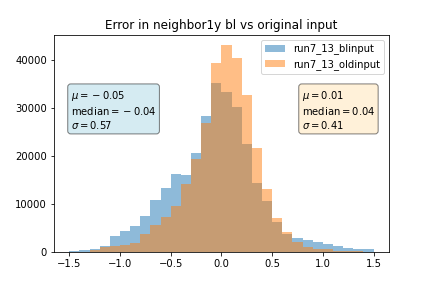 Error in neighbor1y bl vs original input
run7_13_blinput
run7_13_oldinput
μ = −0.05
median = −0.04
σ = 0.57
μ = 0.01
median = 0.04
σ = 0.41
40000
30000
20000
10000
0
−1.5 −1.0 −0.5 0.0 0.5 1.0 1.5